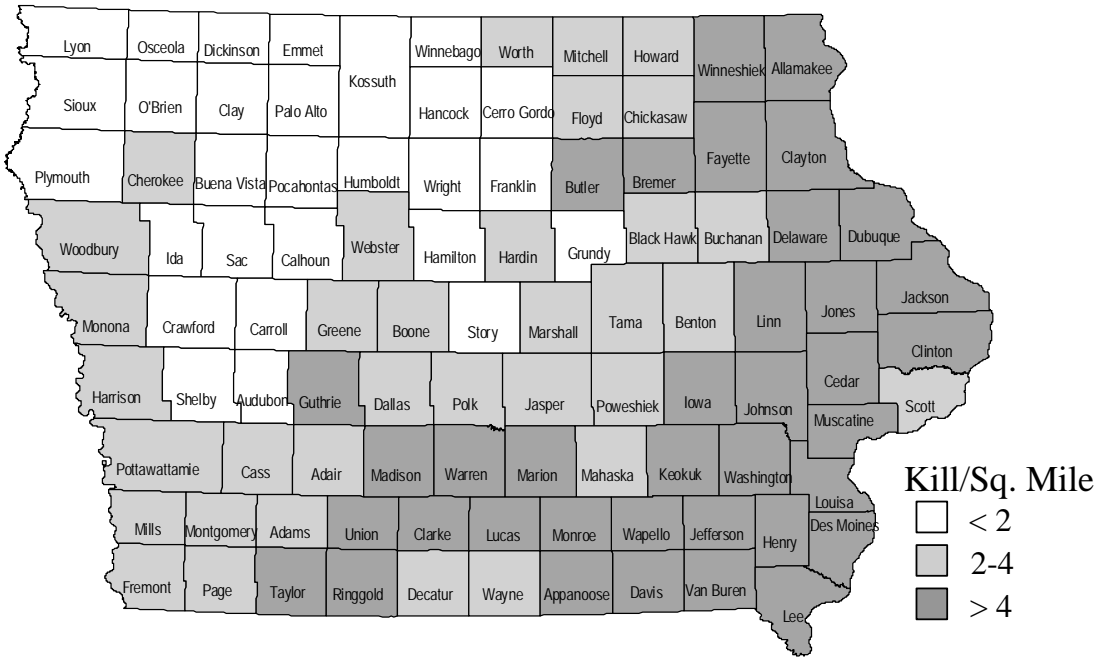 Lyon Osceola Dickinson Emmet Winnebago Worth Mitchell Howard
Winneshiek Allamakee
Kossuth
Sioux O'Brien Clay Palo Alto Hancock Cerro Gordo Floyd Chickasaw
Fayette Clayton
Plymouth Cherokee Buena Vista Pocahontas Humboldt Wright Franklin Butler Bremer
Woodbury Ida Sac Calhoun Webster Hamilton Hardin Grundy Black Hawk Buchanan Delaware Dubuque
Monona Crawford Carroll Greene Boone Story Marshall Tama Benton Linn Jones Jackson
Clinton
Harrison Shelby Audubon Guthrie Dallas Polk Jasper Poweshiek Iowa Johnson Cedar Scott
Muscatine
Pottawattamie Cass Adair Madison Warren Marion Mahaska Keokuk Washington
Louisa
Mills Montgomery Adams Union Clarke Lucas Monroe Wapello Jefferson Henry Des Moines
Fremont Page Taylor Ringgold Decatur Wayne Appanoose Davis Van Buren
Lee
Kill/Sq. Mile
< 2
2-4
> 4